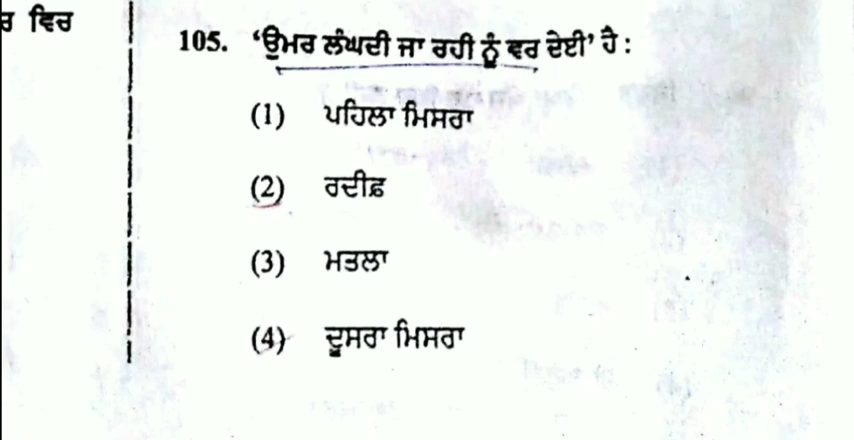 ਰ ਵਿਚ
105. ‘ਉਮਰ ਲੰਘਦੀ ਜਾ ਰਹੀ ਨੂੰ ਵਰ ਦੇਈ’ ਹੈ :
(1) ਪਹਿਲਾ ਮਿਸਰਾ
(2) ਰਦੀਫ਼
(3) ਮਤਲਾ
(4) ਦੂਸਰਾ ਮਿਸਰਾ